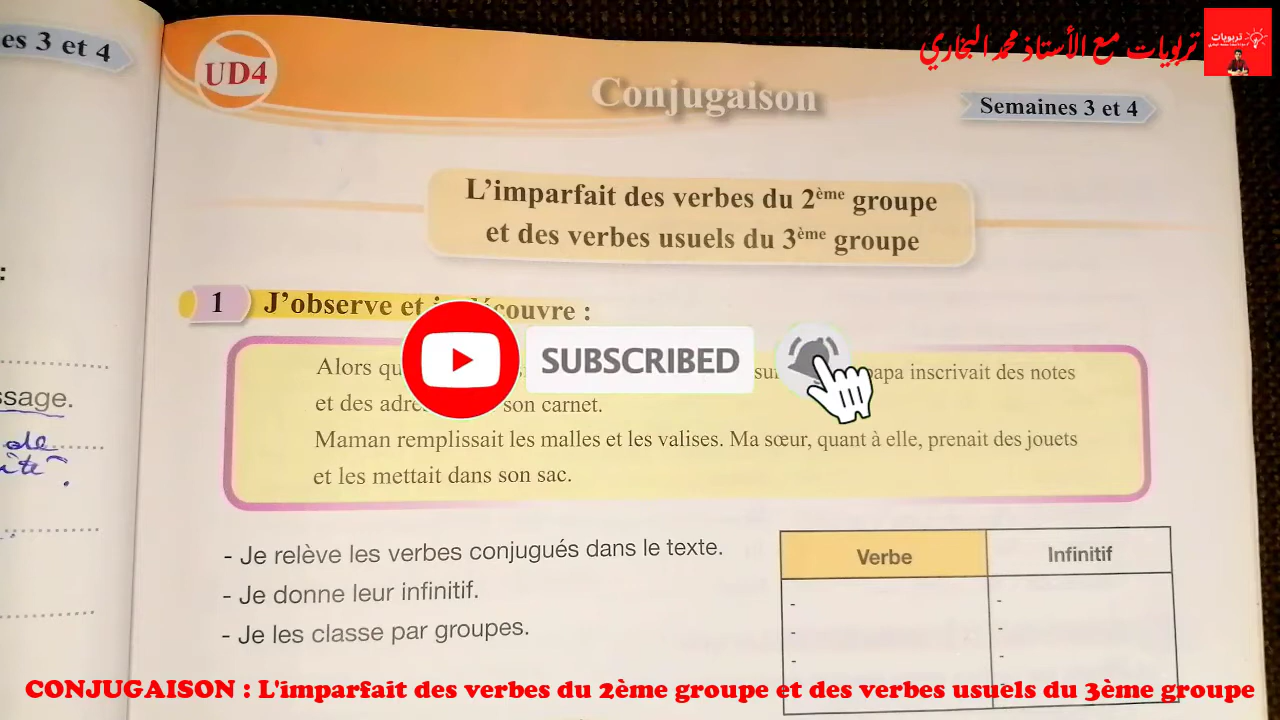 es 3 et 4
UD4
Conjugaison
Semaines 3 et 4
تربويات مع الأستاذ محمد البخاري
تربويات
L'imparfait des verbes du 2ème groupe
et des verbes usuels du 3ème groupe
1 J'observe et découvre :
Alors papa inscrivait des notes
et des son carnet.
Maman remplissait les malles et les valises. Ma sœur, quant à elle, prenait des jouets
et les mettait dans son sac.
SUBSCRIBED
ssage.
de
- Je relève les verbes conjugués dans le texte.
- Je donne leur infinitif.
- Je les classe par groupes.
Verbe Infinitif
- -
- -
- -
CONJUGAISON : L'imparfait des verbes du 2ème groupe et des verbes usuels du 3ème groupe